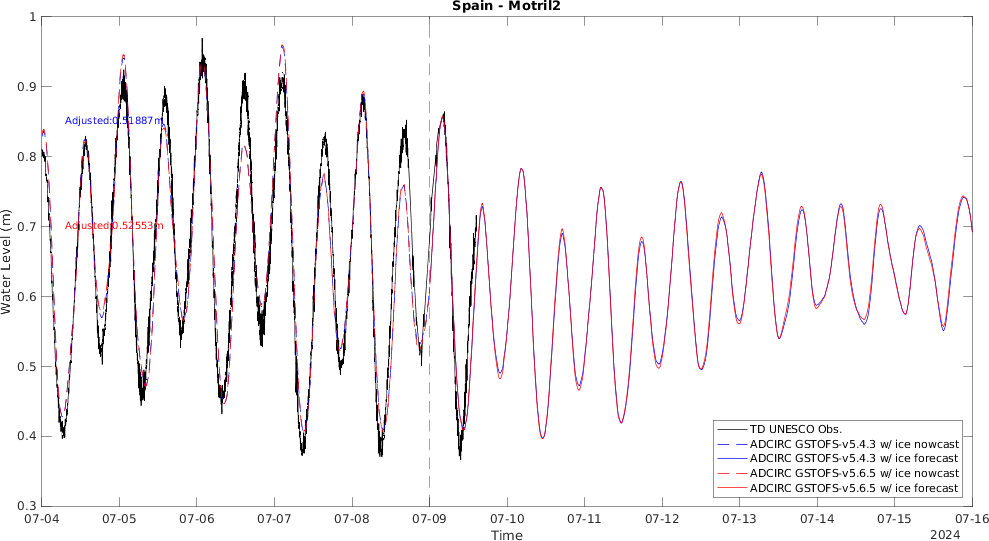 Spain - Motril2
Water Level (m)
1
0.9
0.8
0.7
0.6
0.5
0.4
0.3
Adjusted:0.51887m
Adjusted:0.52553m
TD UNESCO Obs.
ADCIRC GSTOFS-v5.4.3 w/ ice nowcast
ADCIRC GSTOFS-v5.4.3 w/ ice forecast
ADCIRC GSTOFS-v5.6.5 w/ ice nowcast
ADCIRC GSTOFS-v5.6.5 w/ ice forecast
07-04 07-05 07-06 07-07 07-08 07-09 07-10 07-11 07-12 07-13 07-14 07-15 07-16
Time
2024